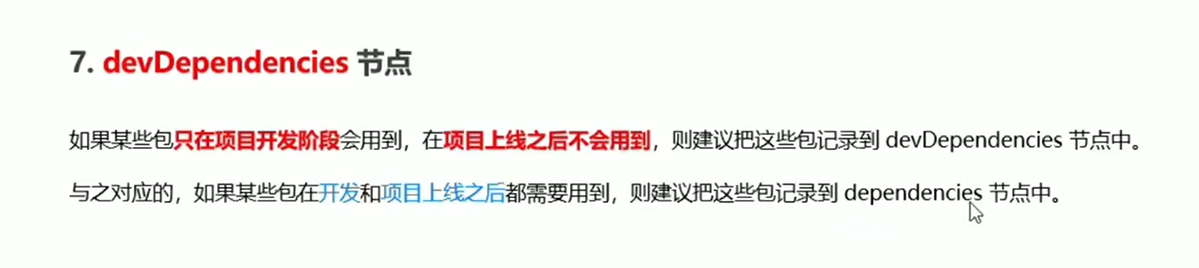 7. devDependencies 节点
如果某些包只在项目开发阶段会用到，在项目上线之后不会用到，则建议把这些包记录到 devDependencies 节点中。
与之对应的，如果某些包在开发和项目上线之后都需要用到，则建议把这些包记录到 dependencies 节点中。